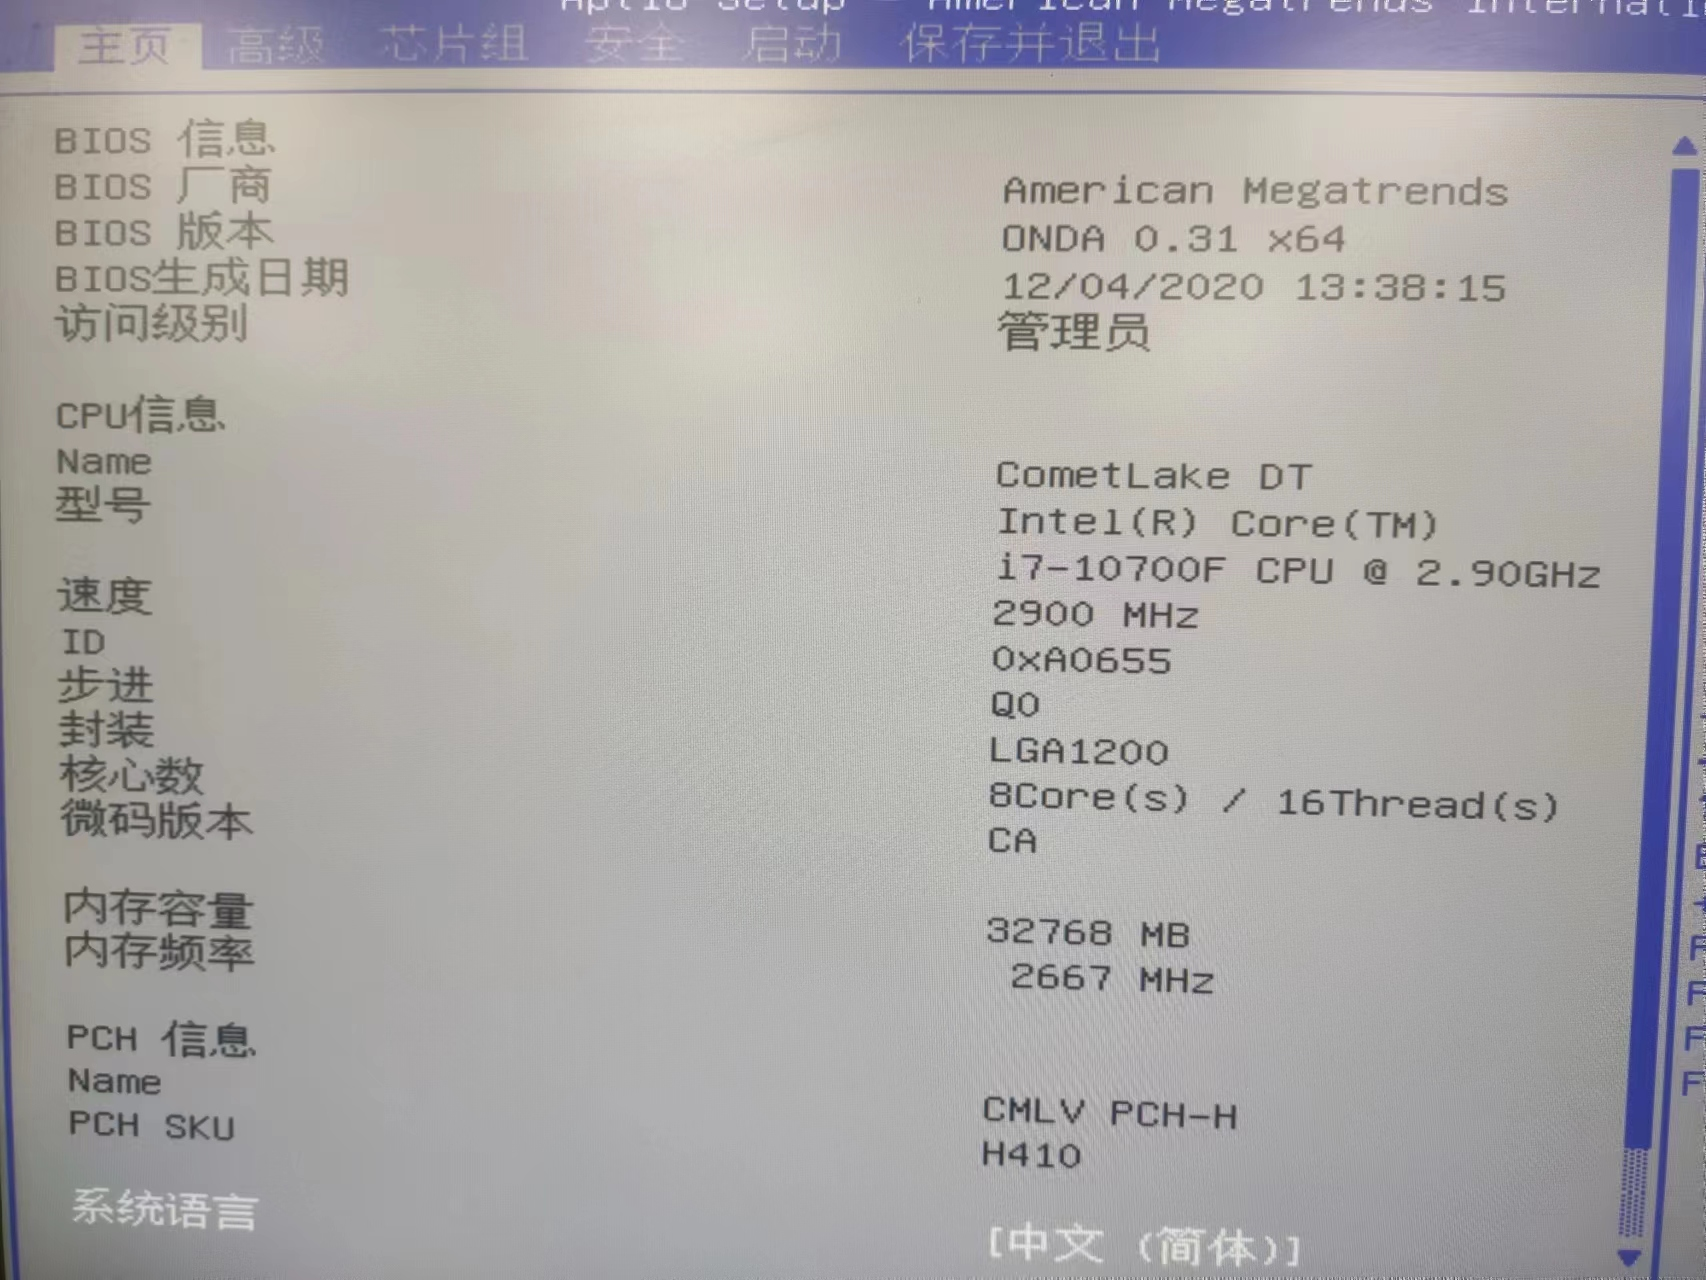 Aptio Setup - American Megatrends Internati
主页 高级 芯片组 安全 启动 保存并退出
BIOS 信息
BIOS 厂商 American Megatrends
BIOS 版本 ONDA 0.31 x64
BIOS生成日期 12/04/2020 13:38:15
访问级别 管理员
CPU信息
Name CometLake DT
型号 Intel(R) Core(TM)
i7-10700F CPU @ 2.90GHz
速度 2900 MHz
ID 0xA0655
步进 Q0
封装 LGA1200
核心数 8Core(s) / 16Thread(s)
微码版本 CA
内存容量 32768 MB
内存频率 2667 MHz
PCH 信息
Name CMLV PCH-H
PCH SKU H410
系统语言 [中文 (简体)]